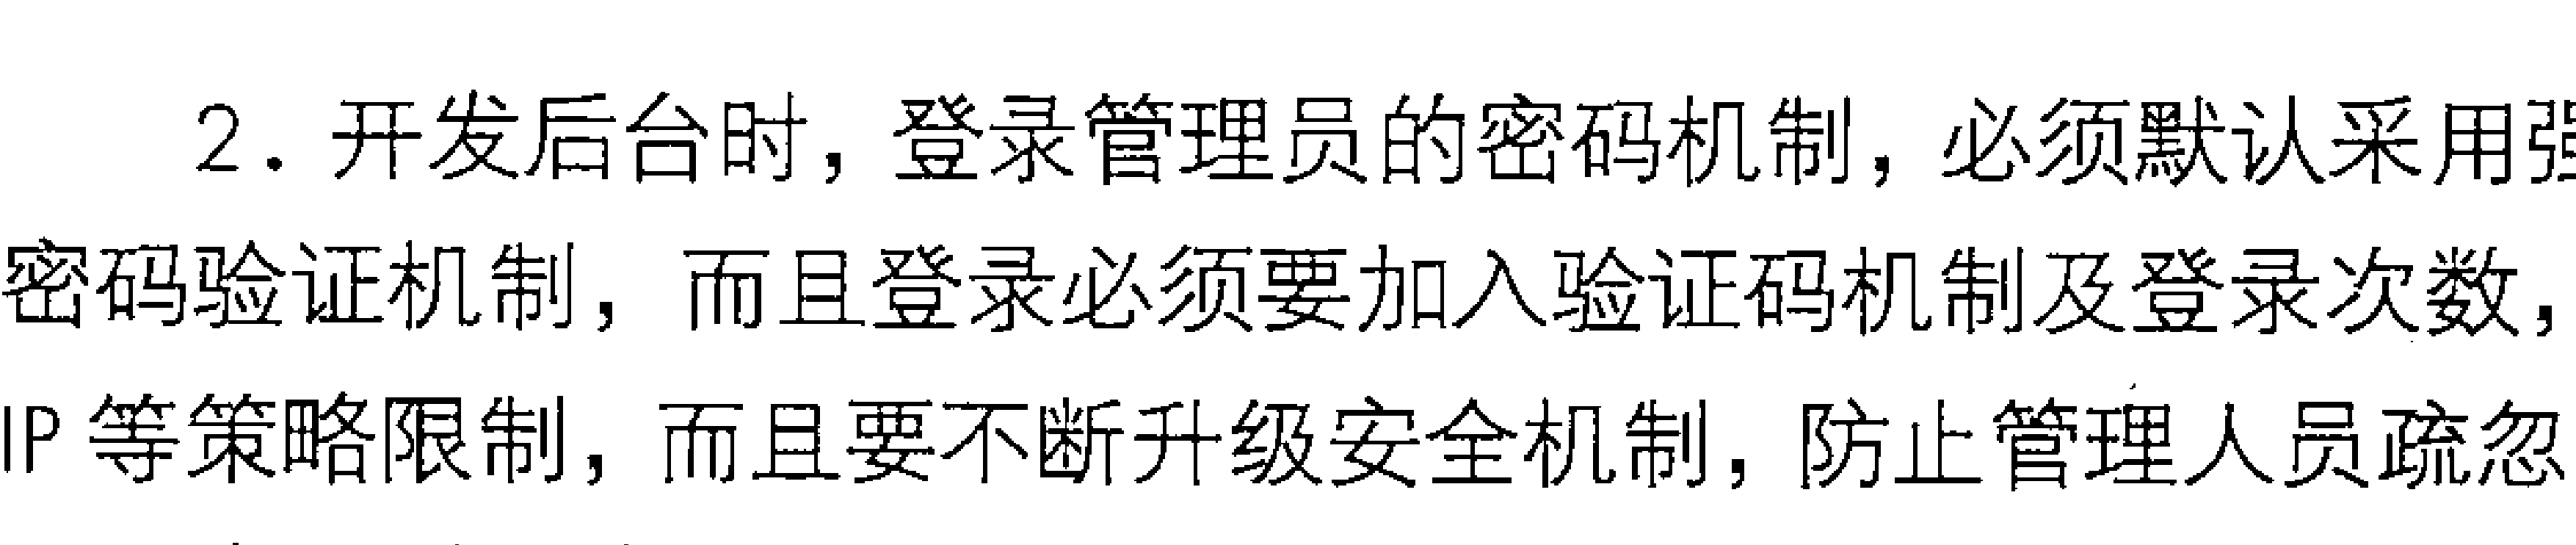 2. 开发后台时，登录管理员的密码机制，必须默认采用强
密码验证机制，而且登录必须要加入验证码机制及登录次数，
IP 等策略限制，而且要不断升级安全机制，防止管理人员疏忽